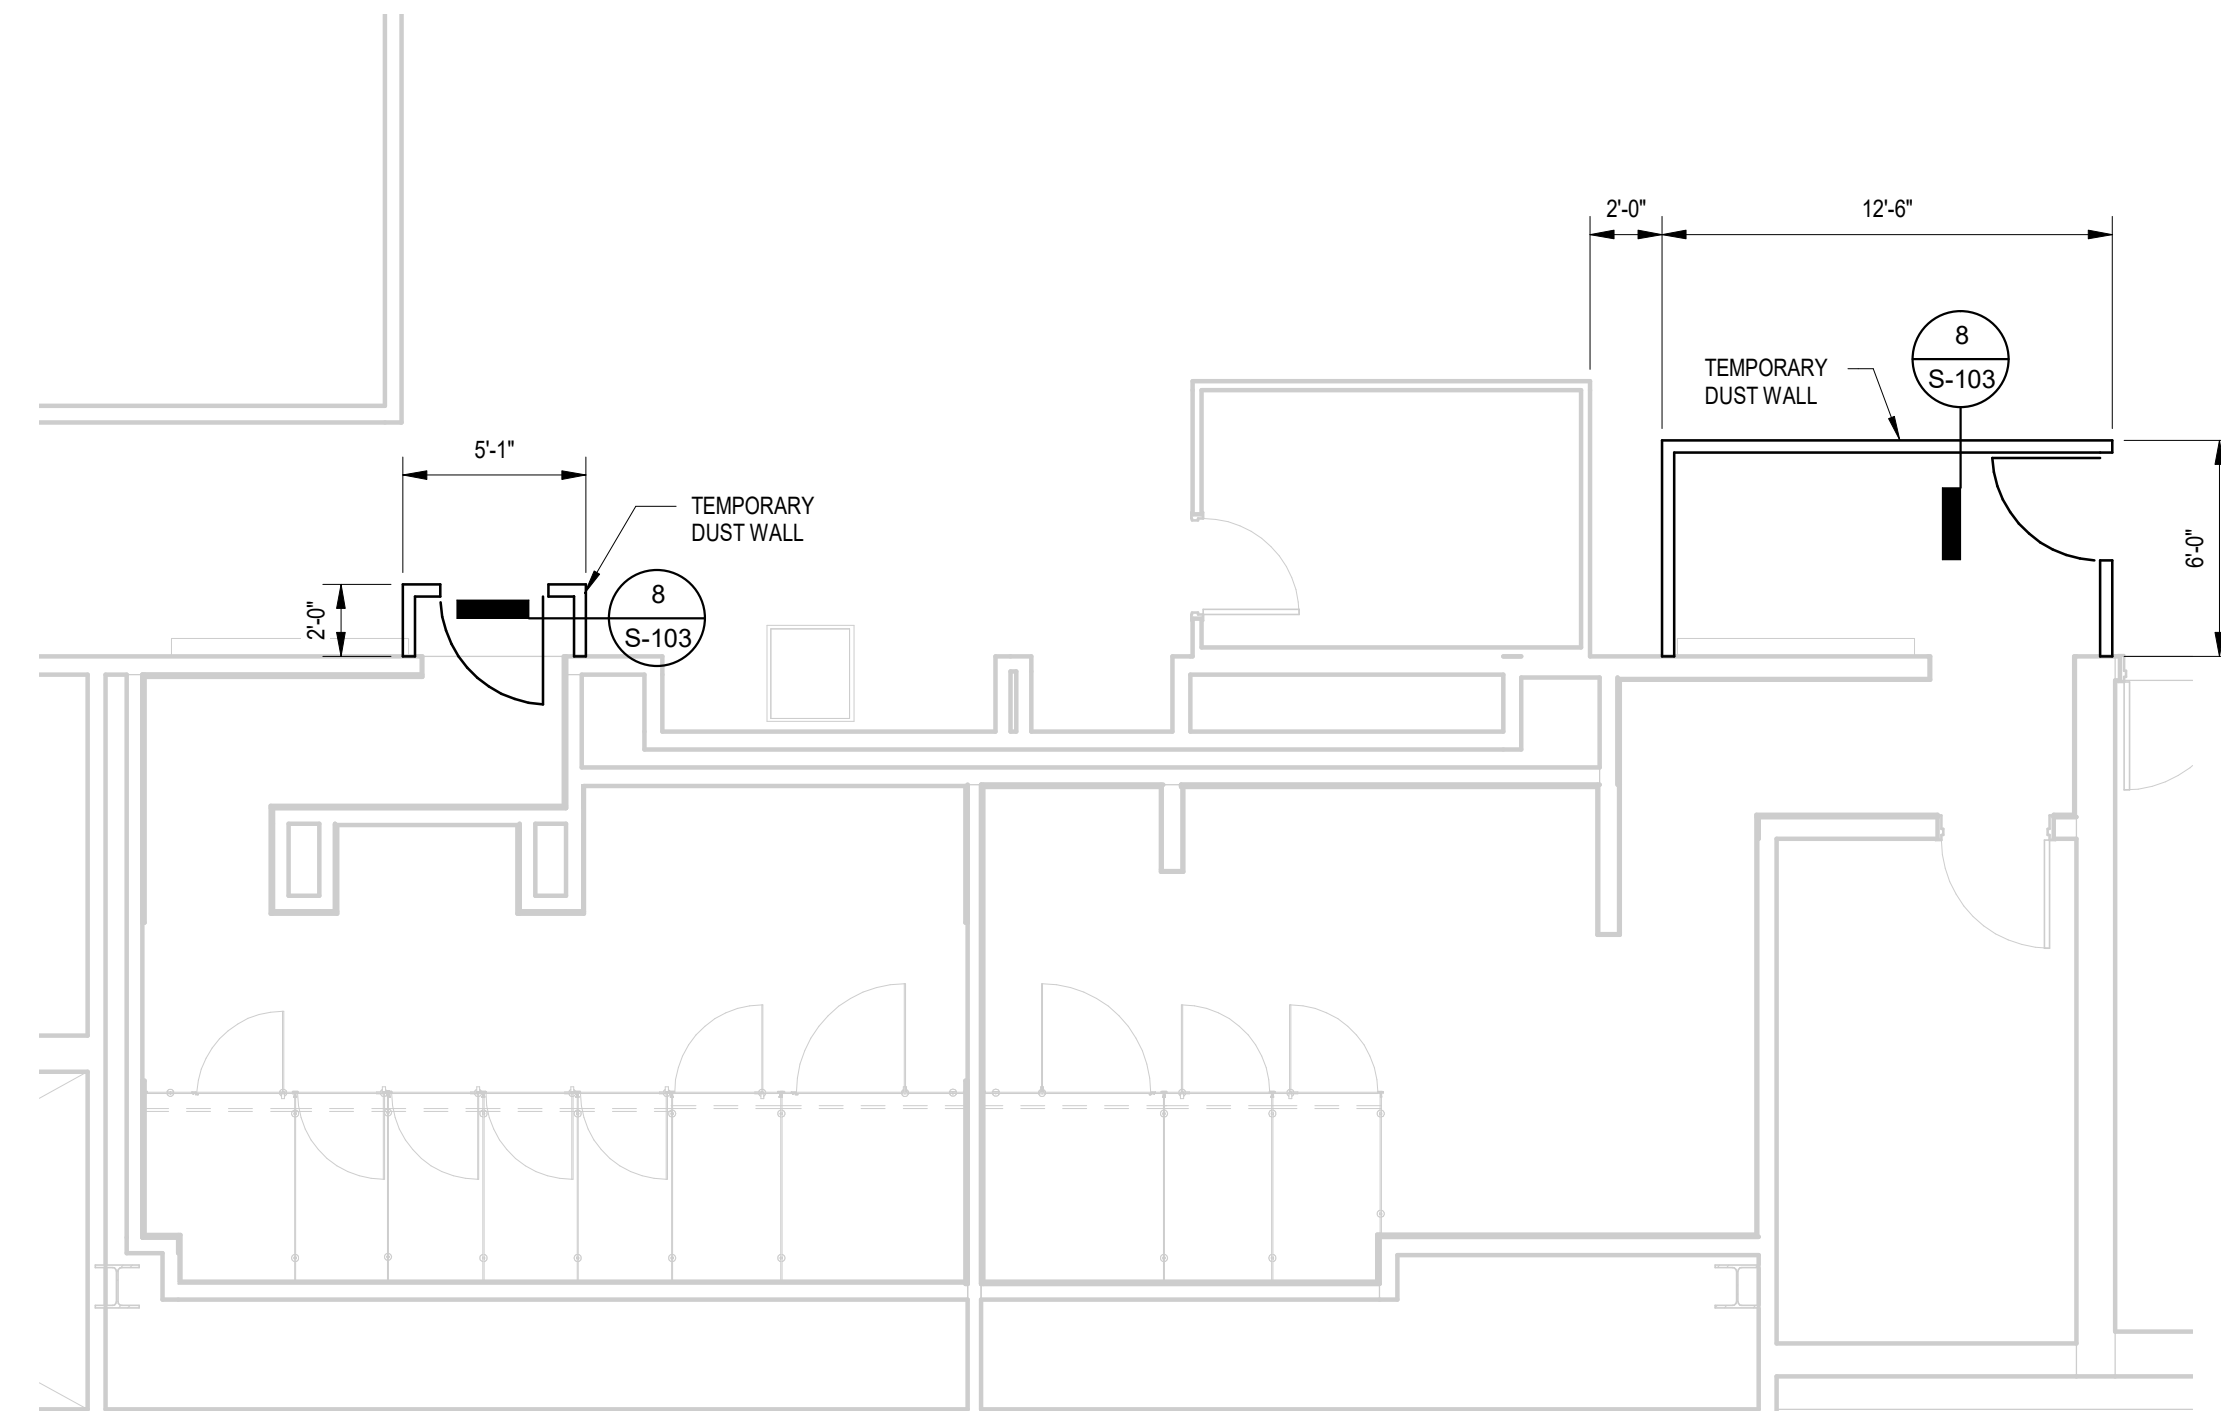 2'-0"
12'-6"
8
S-103
TEMPORARY
DUST WALL
5'-1"
TEMPORARY
DUST WALL
6'-0"
2'-0"
8
S-103